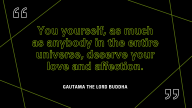 “
You yourself, as much
as anybody in the entire
universe, deserve your
love and affection.
GAUTAMA THE LORD BUDDHA
”